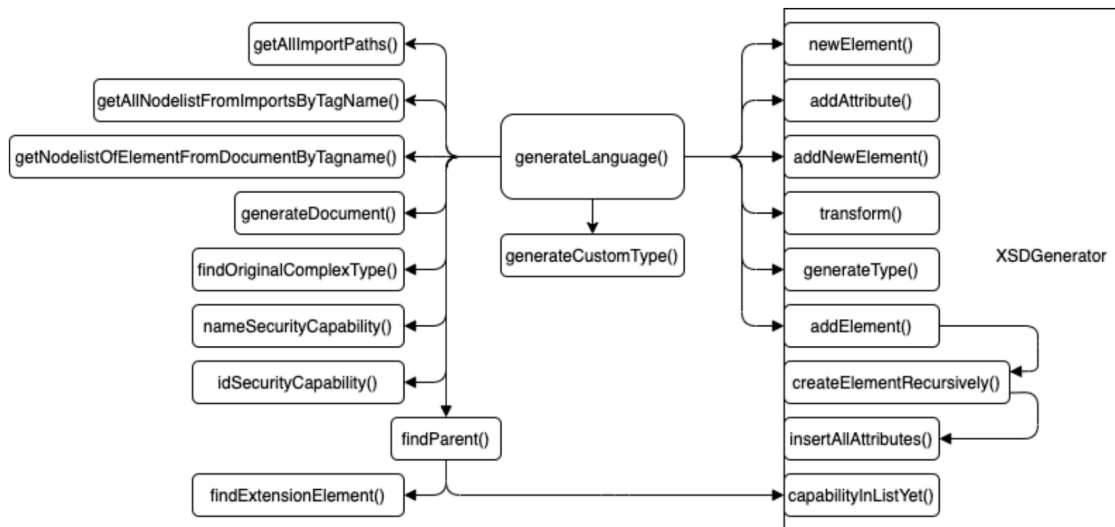 getAllImportPaths()
getAllNodelistFromImportsByTagName()
getNodelistOfElementFromDocumentByTagname()
generateDocument()
findOriginalComplexType()
nameSecurityCapability()
idSecurityCapability()
findParent()
findExtensionElement()
generateLanguage()
generateCustomType()
newElement()
addAttribute()
addNewElement()
transform()
generateType()
addElement()
createElementRecursively()
insertAllAttributes()
capabilityInListYet()
XSDGenerator